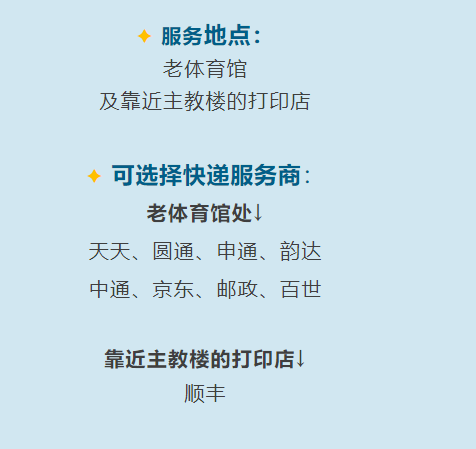 服务地点：
老体育馆
及靠近主教楼的打印店
可选择快递服务商：
老体育馆处↓
天天、圆通、申通、韵达
中通、京东、邮政、百世
靠近主教楼的打印店↓
顺丰